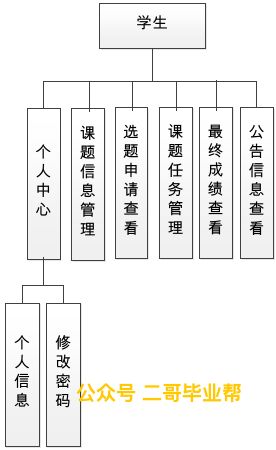 学生
个人中心
课题信息管理
选题申请查看
课题任务管理
最终成绩查看
公告信息查看
个人信息
修改密码
公众号 二哥毕业帮